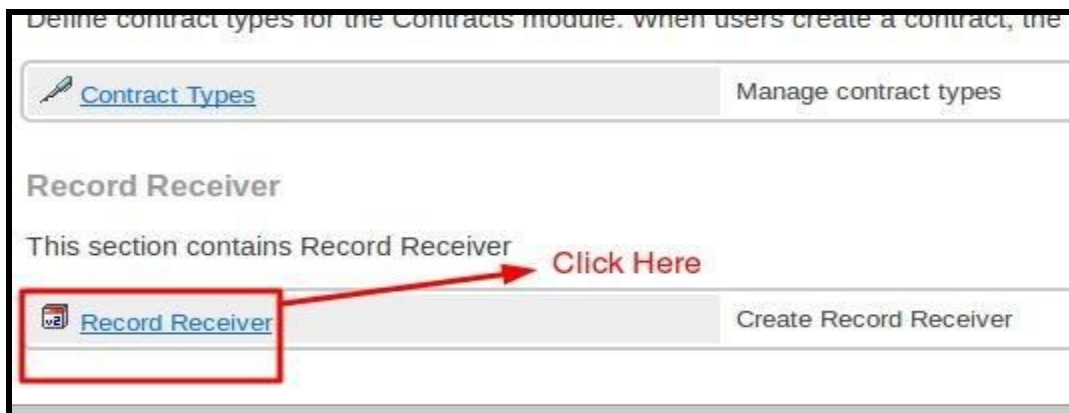 Define contract types for the Contracts module. When users create a contract, the
Contract Types Manage contract types
Record Receiver
This section contains Record Receiver
Click Here
Record Receiver Create Record Receiver